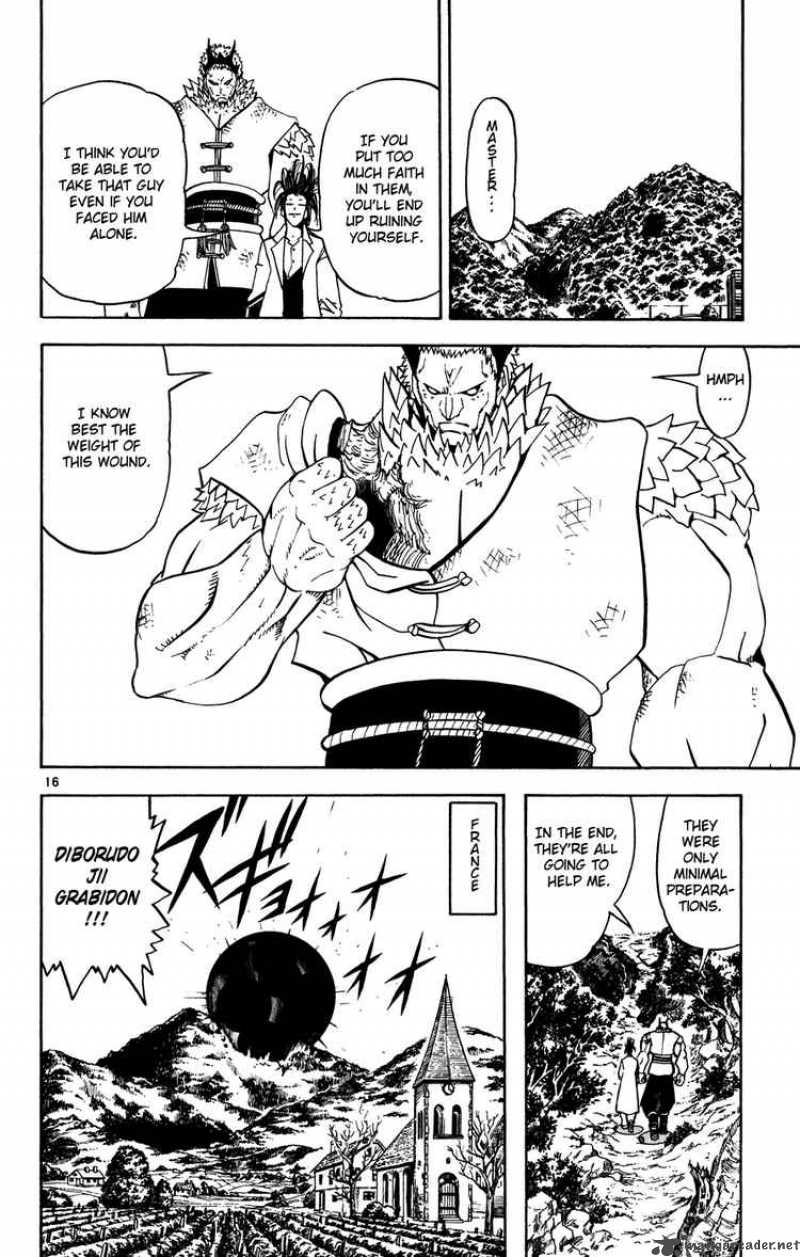 MASTER...
IF YOU
PUT TOO
MUCH FAITH
IN THEM,
YOU'LL END
UP RUINING
YOURSELF.
I THINK YOU'D
BE ABLE TO
TAKE THAT GUY
EVEN IF YOU
FACED HIM
ALONE.
HMPH
...
I KNOW
BEST THE
WEIGHT OF
THIS WOUND.
16
THEY
WERE
ONLY
MINIMAL
PREPARA-
TIONS.
IN THE END,
THEY'RE ALL
GOING TO
HELP ME.
FRANCE
DIBORUDO
JII
GRABIDON
!!!